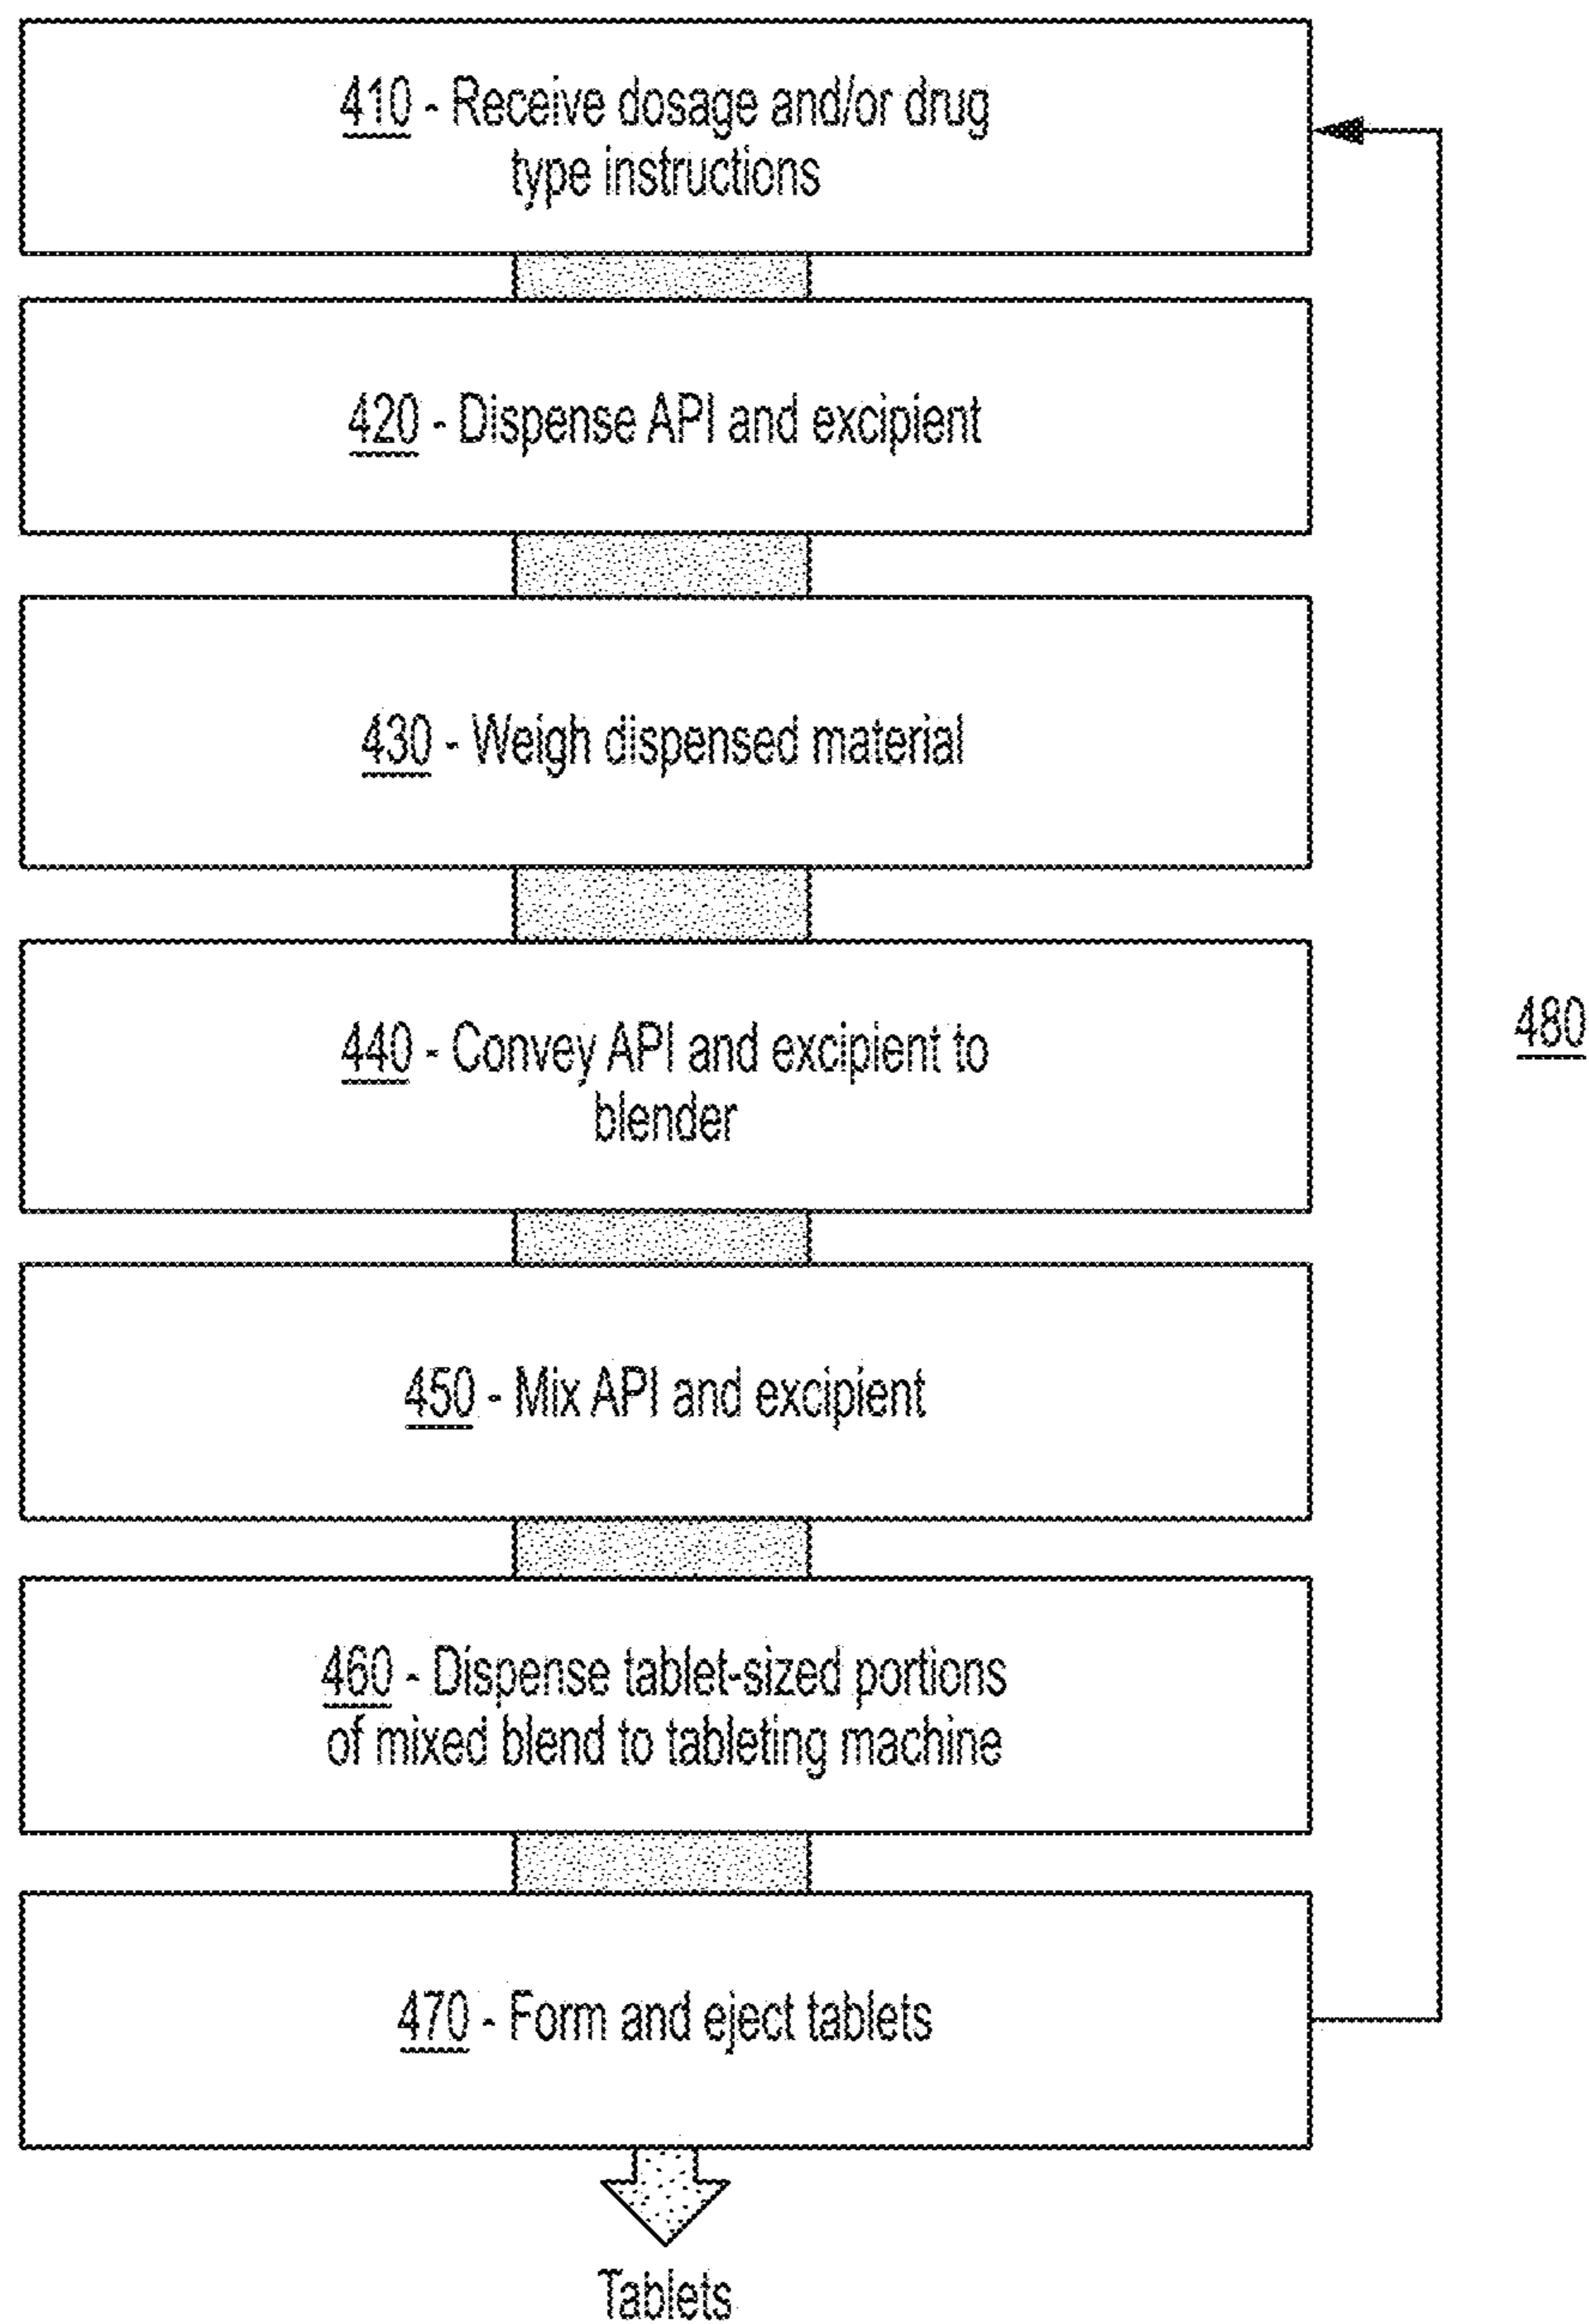 410 - Receive dosage and/or drug
type instructions
420 - Dispense API and excipient
430 - Weigh dispensed material
440 - Convey API and excipient to
blender
480
450 - Mix API and excipient
460 - Dispense tablet-sized portions
of mixed blend to tableting machine
470 - Form and eject tablets
Tablets